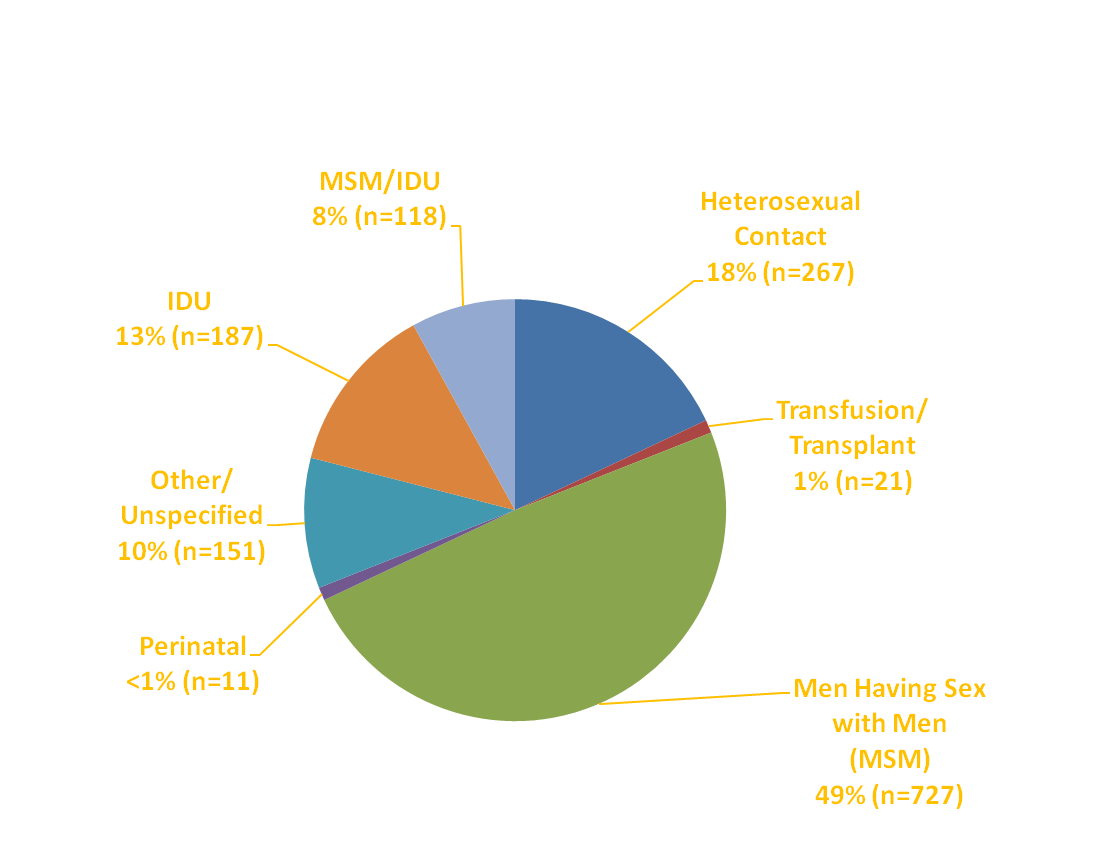 MSM/IDU
8% (n=118)
Heterosexual
Contact
18% (n=267)
IDU
13% (n=187)
Transfusion/
Transplant
1% (n=21)
Other/
Unspecified
10% (n=151)
Perinatal
<1% (n=11)
Men Having Sex
with Men
(MSM)
49% (n=727)